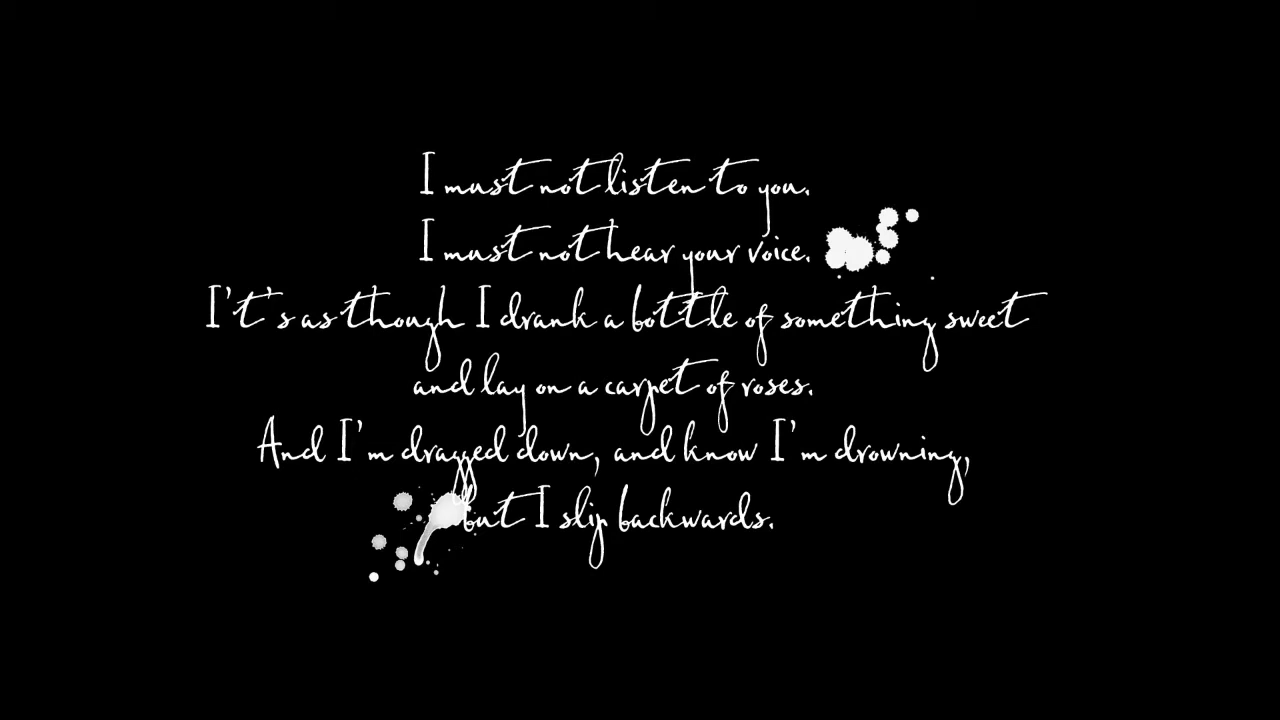 I must not listen to you.
I must not hear your voice.
I't's as though I drank a bottle of something sweet
and lay on a carpet of roses.
And I'm dragged down, and know I'm drowning,
but I slip backwards.